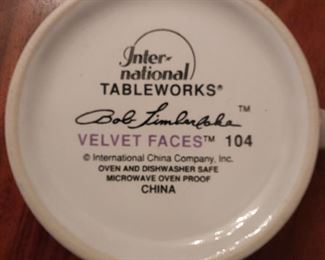 Inter-
national
TABLEWORKS®
Bob Timberlake™
VELVET FACES™ 104
© International China Company, Inc.
OVEN AND DISHWASHER SAFE
MICROWAVE OVEN PROOF
CHINA